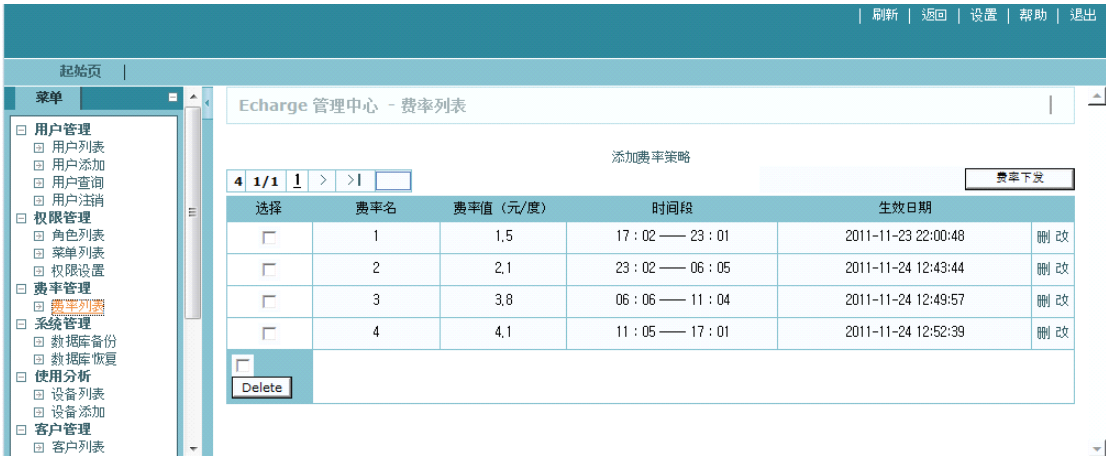 | 刷新 | 返回 | 设置 | 帮助 | 退出
起始页 |
菜单
用户管理
用户列表
用户添加
用户查询
用户注销
权限管理
角色列表
菜单列表
权限设置
费率管理
费率列表
系统管理
数据库备份
数据库恢复
使用分析
设备列表
设备添加
客户管理
客户列表
Echarge 管理中心 - 费率列表 |
添加费率策略
4 1/1 1 > >|
费率下发
选择 费率名 费率值（元/度） 时间段 生效日期
1 1.5 17：02 —— 23：01 2011-11-23 22:00:48 删 改
2 2.1 23：02 —— 06：05 2011-11-24 12:43:44 删 改
3 3.8 06：06 —— 11：04 2011-11-24 12:49:57 删 改
4 4.1 11：05 —— 17：01 2011-11-24 12:52:39 删 改
Delete